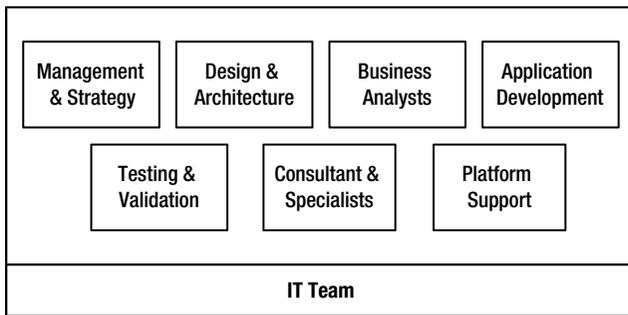 Management
& Strategy
Design &
Architecture
Business
Analysts
Application
Development
Testing &
Validation
Consultant &
Specialists
Platform
Support
IT Team